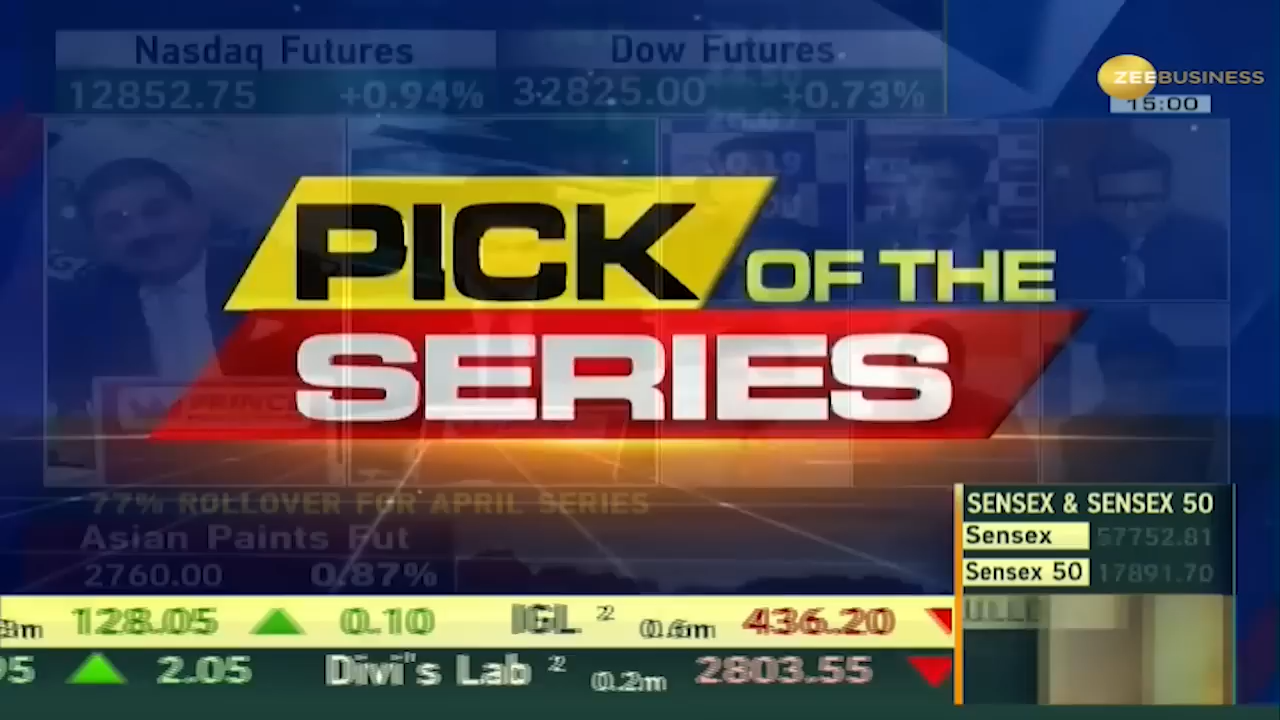 Nasdaq Futures
Dow Futures
12852.75 +0.94%
32825.00 +0.73%
ZEEBUSINESS
15:00
PICK
OF THE
SERIES
77% ROLLOVER FOR APRIL SERIES
Asian Paints Fut
2760.00 0.87%
SENSEX & SENSEX 50
Sensex 57752.81
Sensex 50 17891.70
128.05 0.10 IGL 2 0.6m 436.20
95 2.05 Divi's Lab 2 0.2m 2803.55